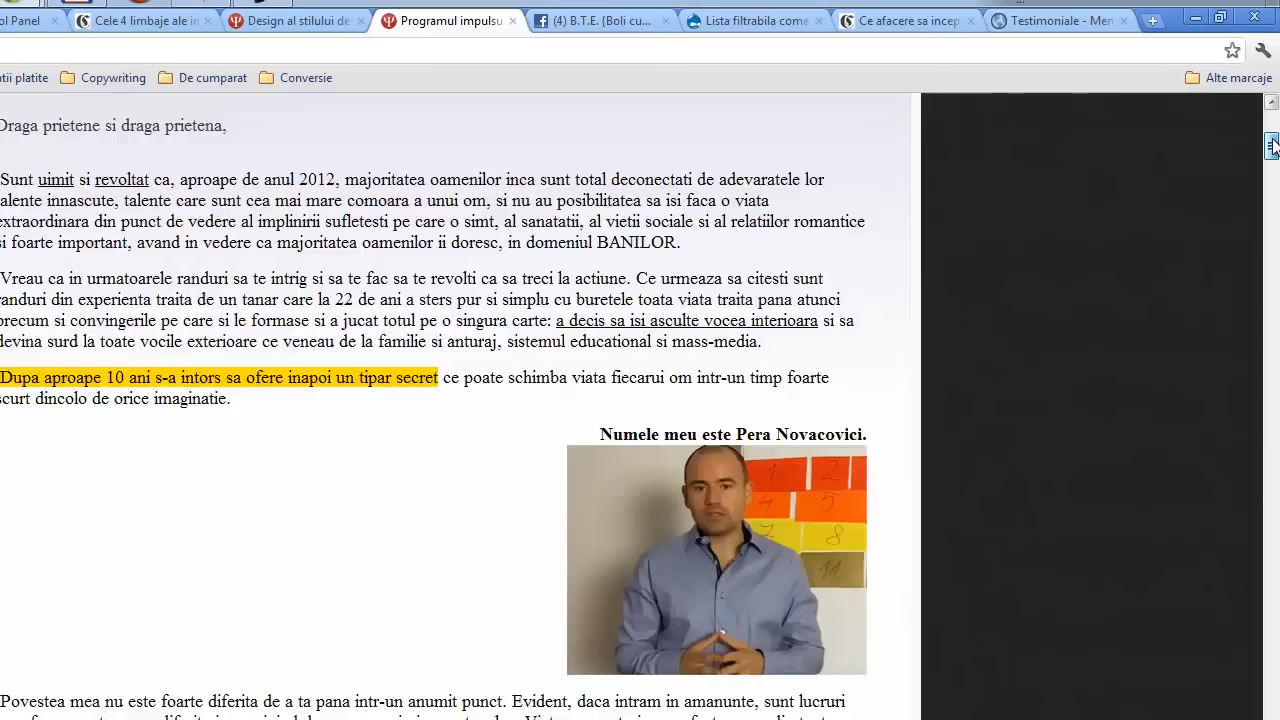 ol Panel
Cele 4 limbaje ale in
Design al stilului de
Programul impulsu
(4) B.T.E. {Boli cu...
Lista filtrabila come
Ce afacere sa incep
Testimoniale - Men
tii platite
Copywriting
De cumparat
Conversie
Alte marcaje
Draga prietene si draga prietena,
Sunt uimit si revoltat ca, aproape de anul 2012, majoritatea oamenilor inca sunt total deconectati de adevaratele lor
alente innascute, talente care sunt cea mai mare comoara a unui om, si nu au posibilitatea sa isi faca o viata
extraordinara din punct de vedere al implinirii sufletesti pe care o simt, al sanatatii, al vietii sociale si al relatiilor romantice
si foarte important, avand in vedere ca majoritatea oamenilor ii doresc, in domeniul BANILOR.
Vreau ca in urmatoarele randuri sa te intrig si sa te fac sa te revolti ca sa treci la actiune. Ce urmeaza sa citesti sunt
randuri din experienta traita de un tanar care la 22 de ani a sters pur si simplu cu buretele toata viata traita pana atunci
precum si convingerile pe care si le formase si a jucat totul pe o singura carte: a decis sa isi asculte vocea interioara si sa
devina surd la toate vocile exterioare ce veneau de la familie si anturaj, sistemul educational si mass-media.
Dupa aproape 10 ani s-a intors sa ofere inapoi un tipar secret ce poate schimba viata fiecarui om intr-un timp foarte
scurt dincolo de orice imaginatie.
Numele meu este Pera Novacovici.
1 2
4 5
7 8
11
Povestea mea nu este foarte diferita de a ta pana intr-un anumit punct. Evident, daca intram in amanunte, sunt lucruri